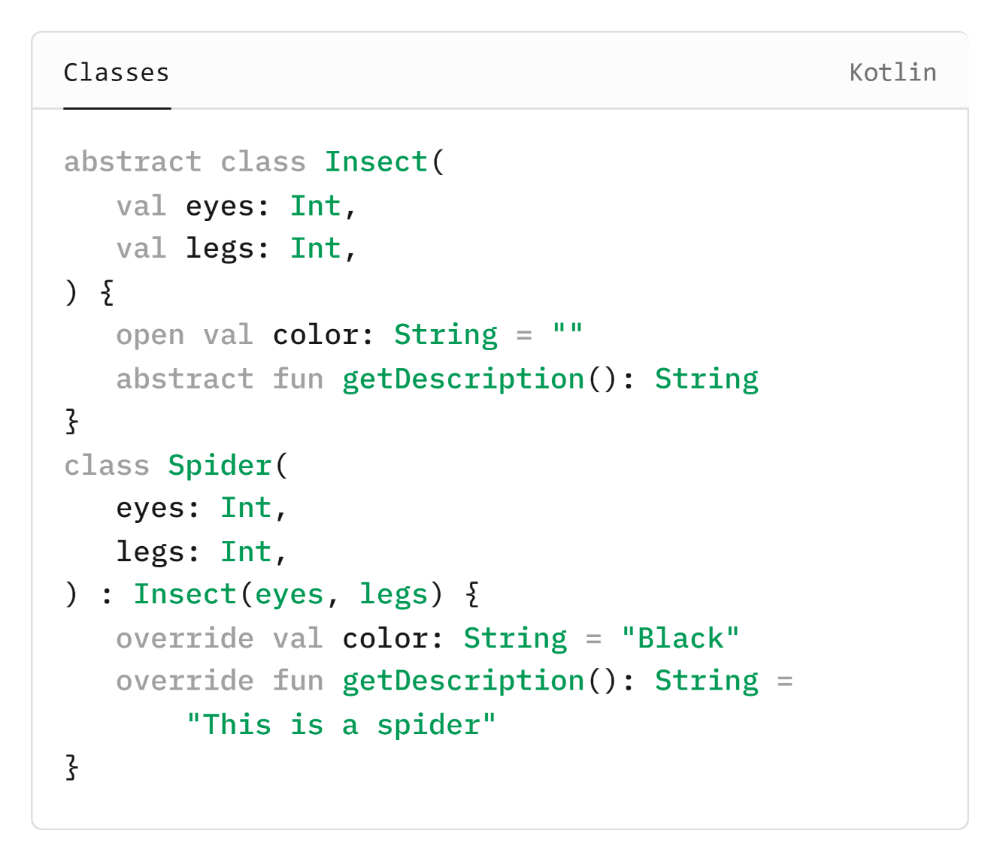 Classes
Kotlin
abstract class Insect(
   val eyes: Int,
   val legs: Int,
) {
   open val color: String = ""
   abstract fun getDescription(): String
}
class Spider(
   eyes: Int,
   legs: Int,
) : Insect(eyes, legs) {
   override val color: String = "Black"
   override fun getDescription(): String =
       "This is a spider"
}